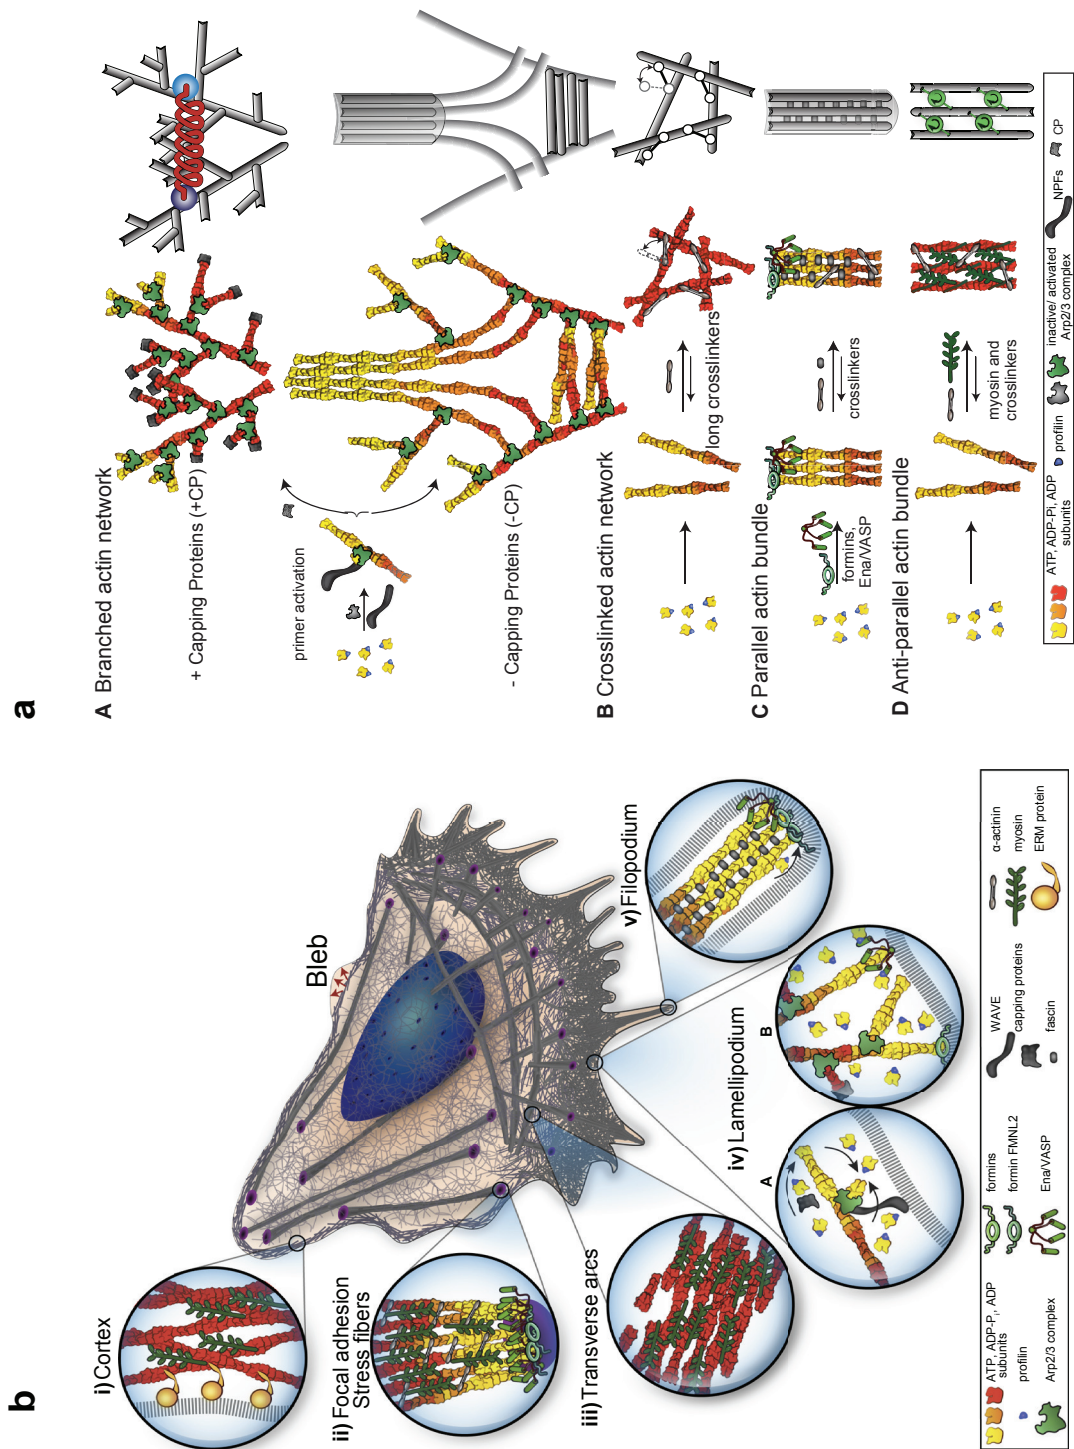 a
A Branched actin network
+ Capping Proteins (+CP)
primer activation
- Capping Proteins (-CP)
B Crosslinked network
long crosslinkers
C Parallel actin bundle
formins,
Ena/VASP
crosslinkers
D Anti-parallel actin bundle
myosin and
crosslinkers
ATP, ADP-Pi, ADP
subunits
profilin
inactive/ activated
Arp2/3 complex
NPFs
CP
b
Bleb
i) Cortex
ii) Focal adhesion
Stress fibers
iii) Transverse arcs
iv) Lamellipodium
A
B
v) Filopodium
ATP, ADP-Pi, ADP
subunits
profilin
Arp2/3 complex
formins
formin FMNL2
Ena/VASP
WAVE
capping proteins
fascin
α-actinin
myosin
ERM protein